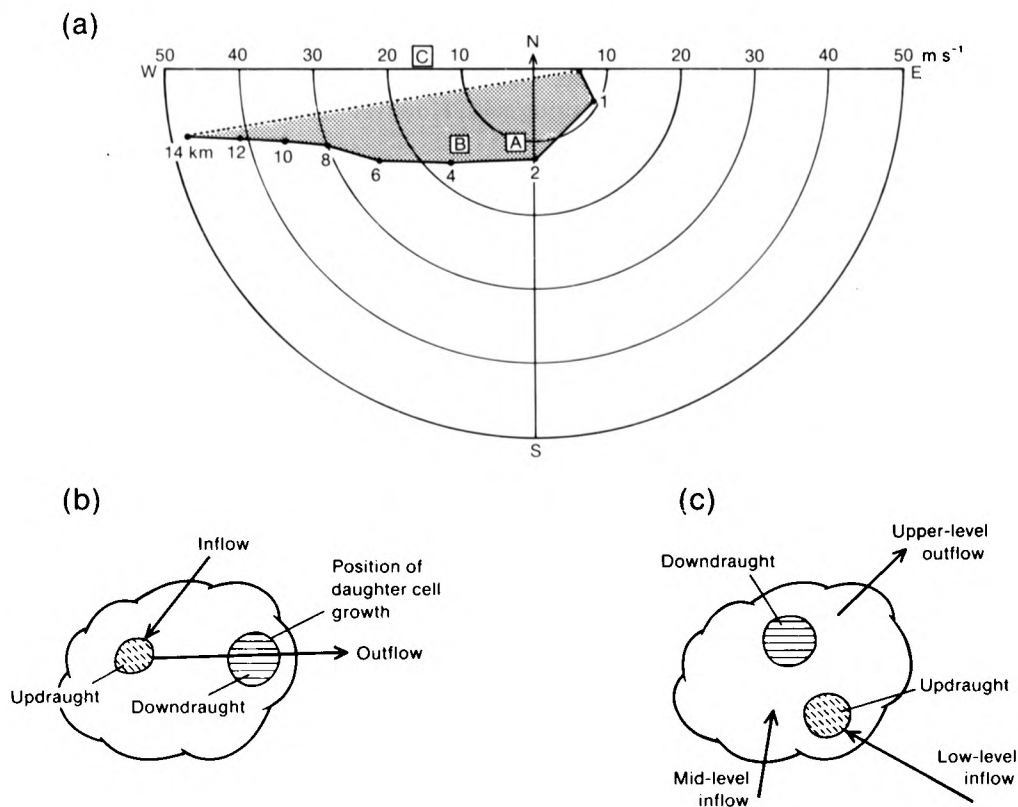 (a)
N
50 40 30 20 C 10 0 10 20 30 40 50 m s⁻¹
W E
1
B A
14 km 12 10 8 6 4 2
S
(b)
Inflow
Position of
daughter cell
growth
Outflow
Updraught
Downdraught
(c)
Upper-level
outflow
Downdraught
Updraught
Mid-level
inflow
Low-level
inflow